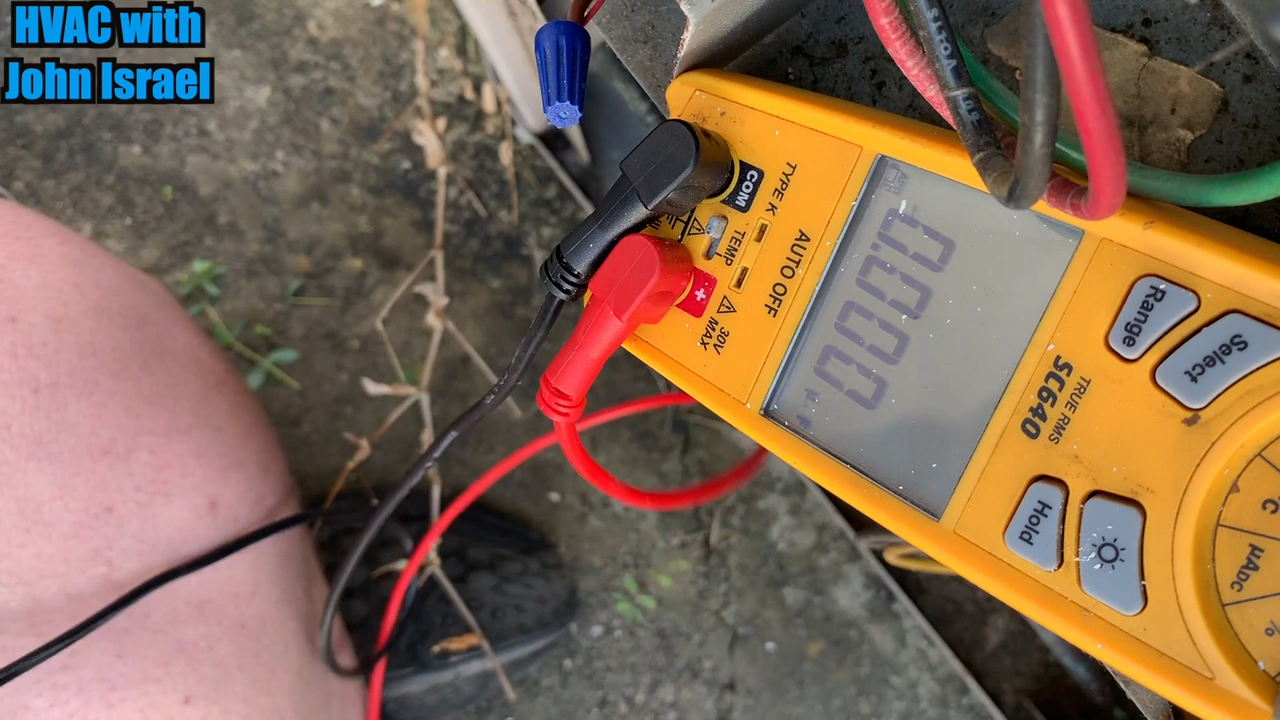 HVAC with
John Israel
COM
TYPE K
TEMP
AUTO OFF
30V
MAX
+
0.000
nF
Range
Select
TRUE RMS
SC640
Hold
°C
µADC
%